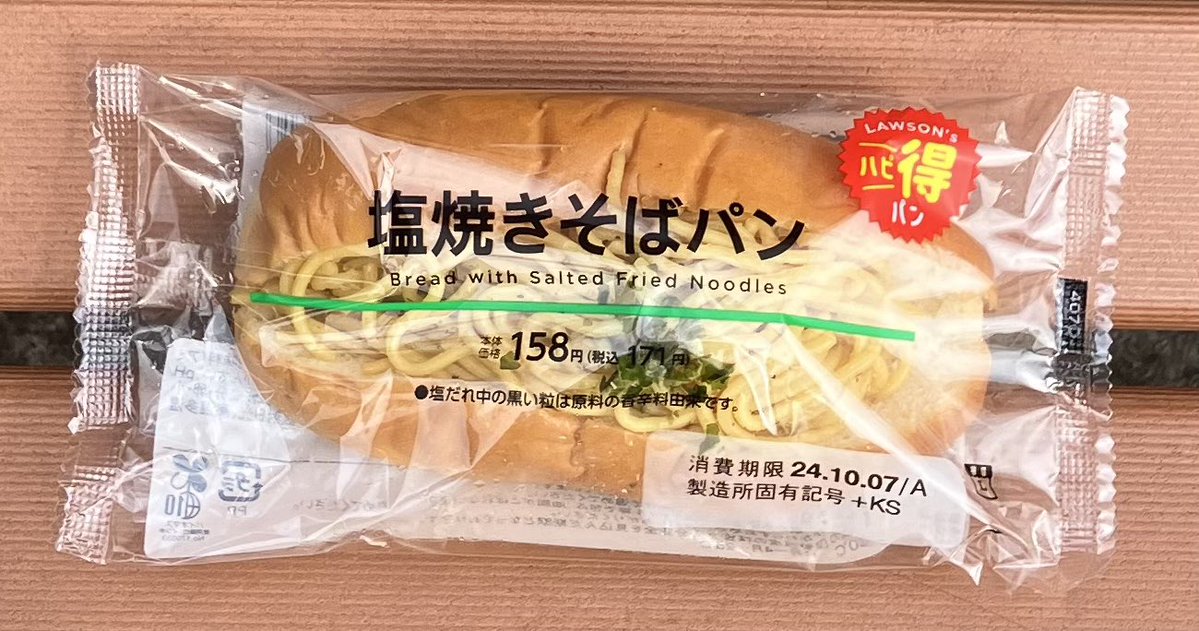 LAWSON's
ハピ得
パン
塩焼きそばパン
Bread with Salted Fried Noodles
本体価格 158円 (税込 171円)
●塩だれ中の黒い粒は原料の香辛料由来です。
消費期限 24.10.07/A
製造所固有記号 +KS